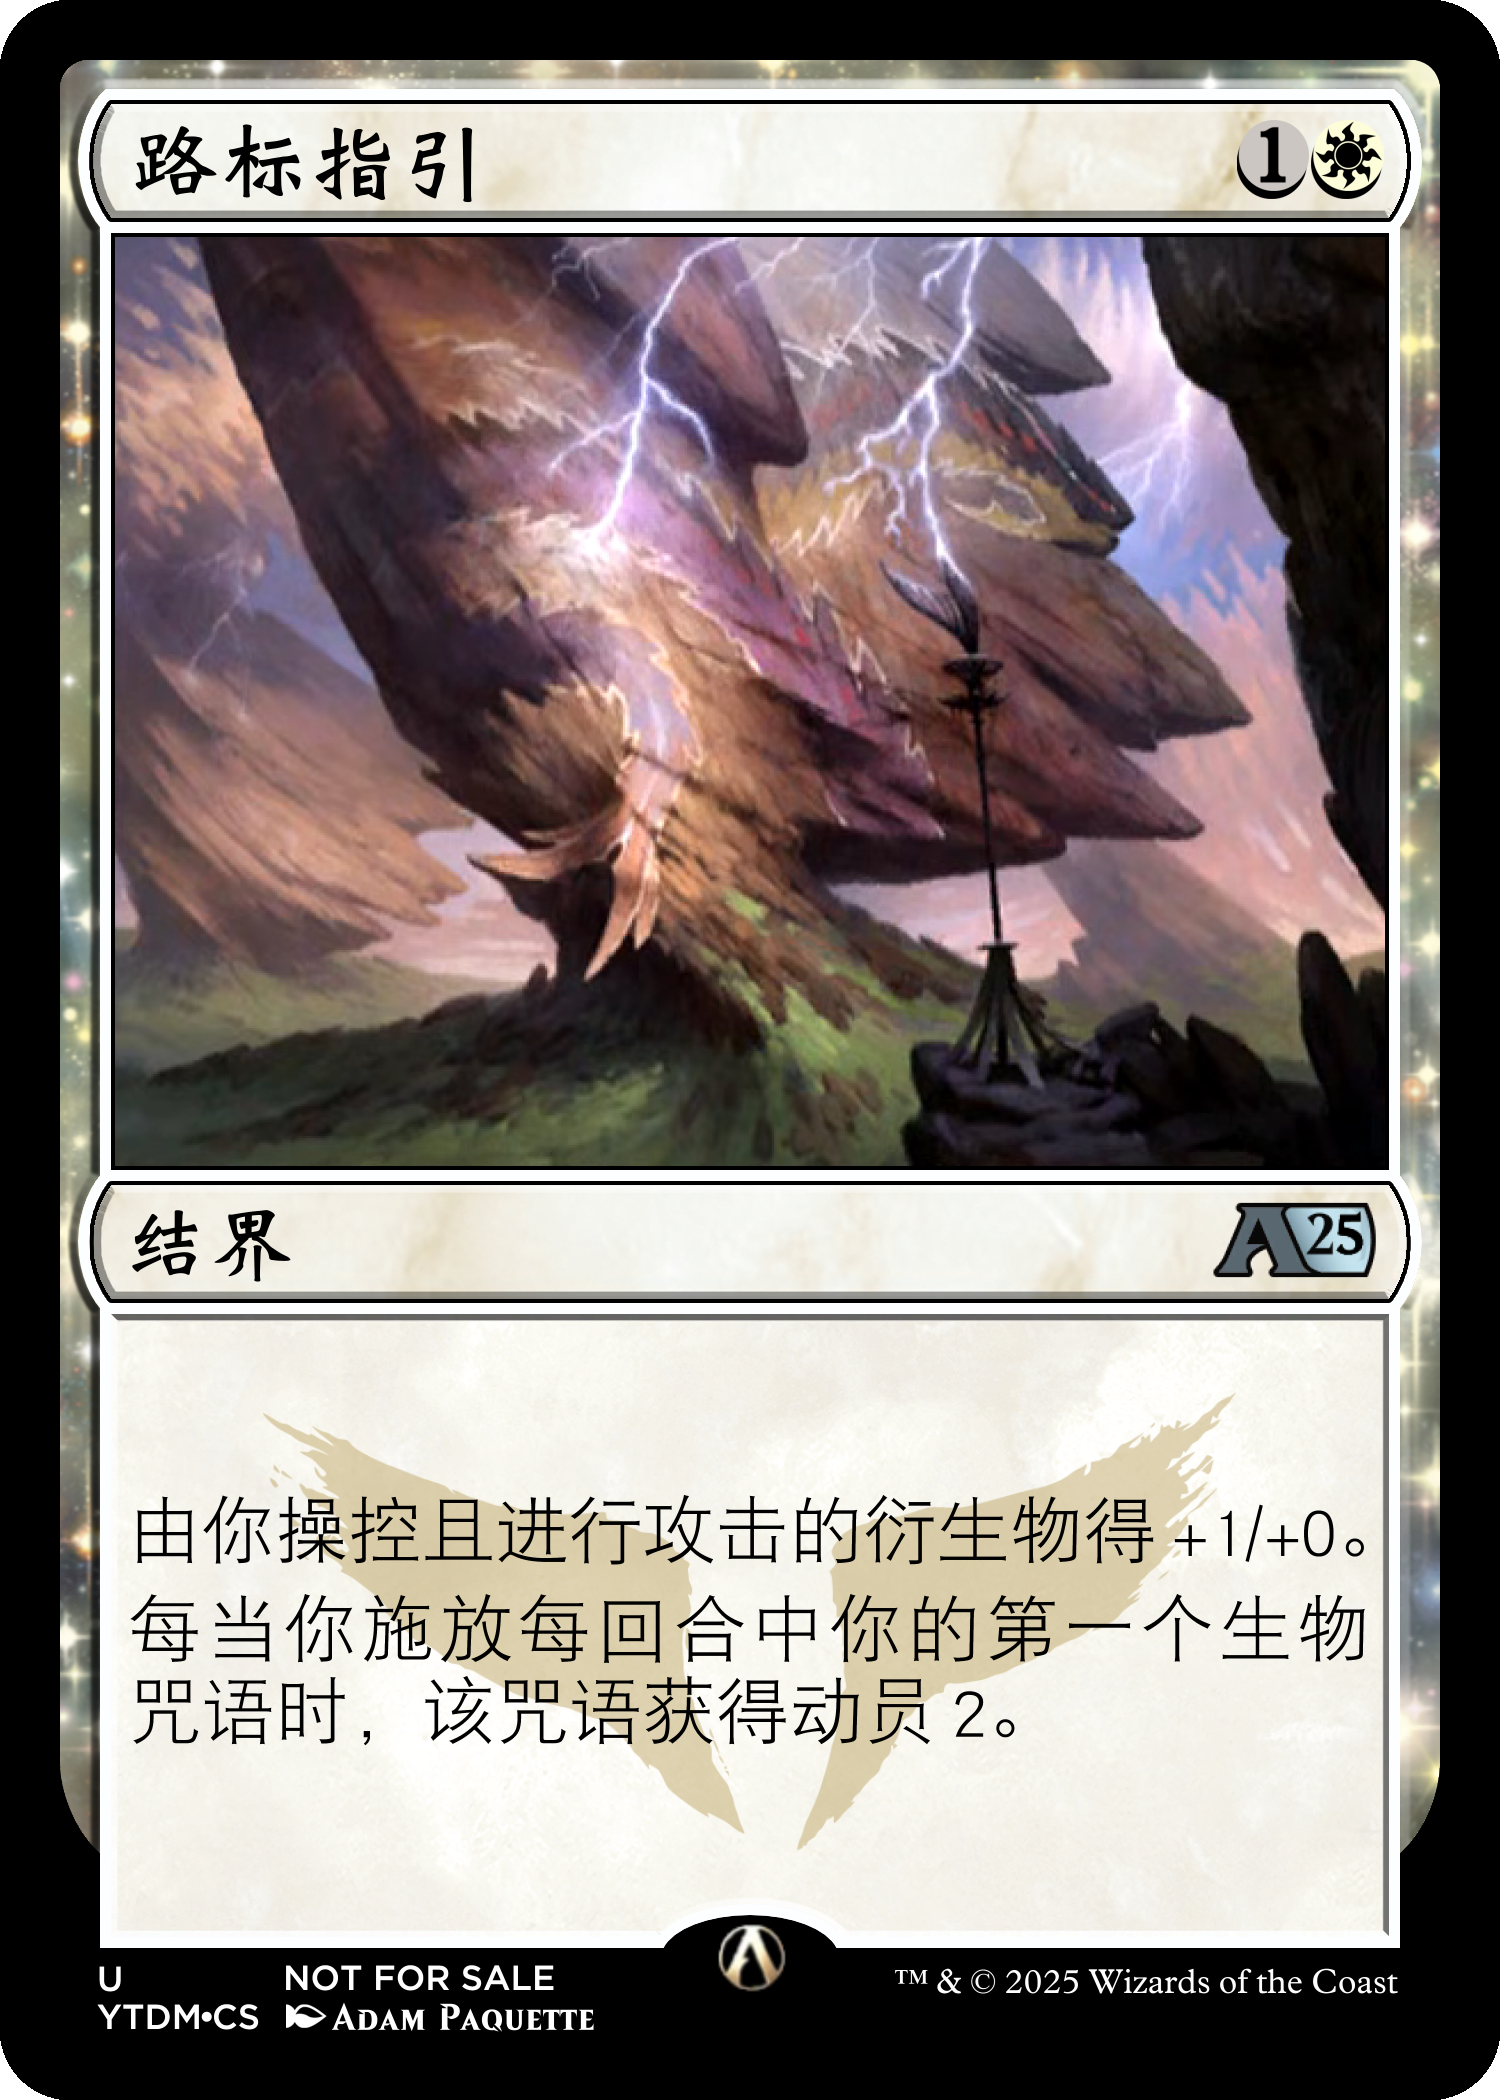 路标指引
1
结界
A25
由你操控且进行攻击的衍生物得 +1/+0。
每当你施放每回合中你的第一个生物
咒语时，该咒语获得动员 2。
U NOT FOR SALE
YTDM•CS ADAM PAQUETTE
™ & © 2025 Wizards of the Coast